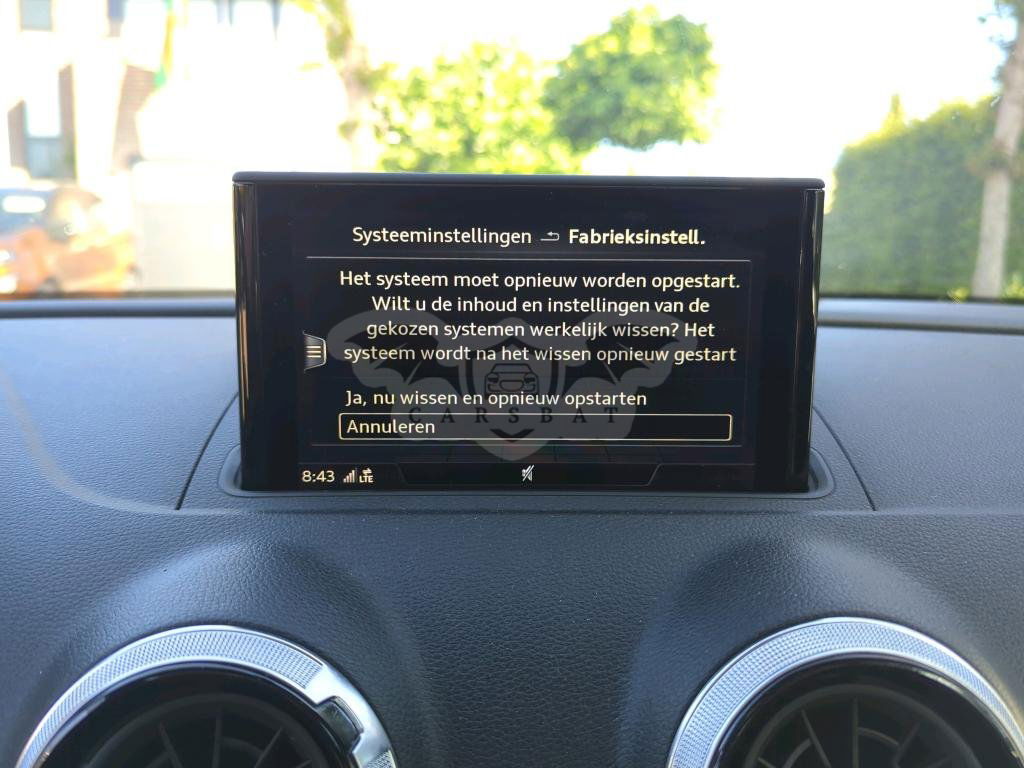 Systeeminstellingen Fabrieksinstell.
Het systeem moet opnieuw worden opgestart.
Wilt u de inhoud en instellingen van de
gekozen systemen werkelijk wissen? Het
systeem wordt na het wissen opnieuw gestart
Ja, nu wissen en opnieuw opstarten
CARSBAT
Annuleren
8:43 LTE